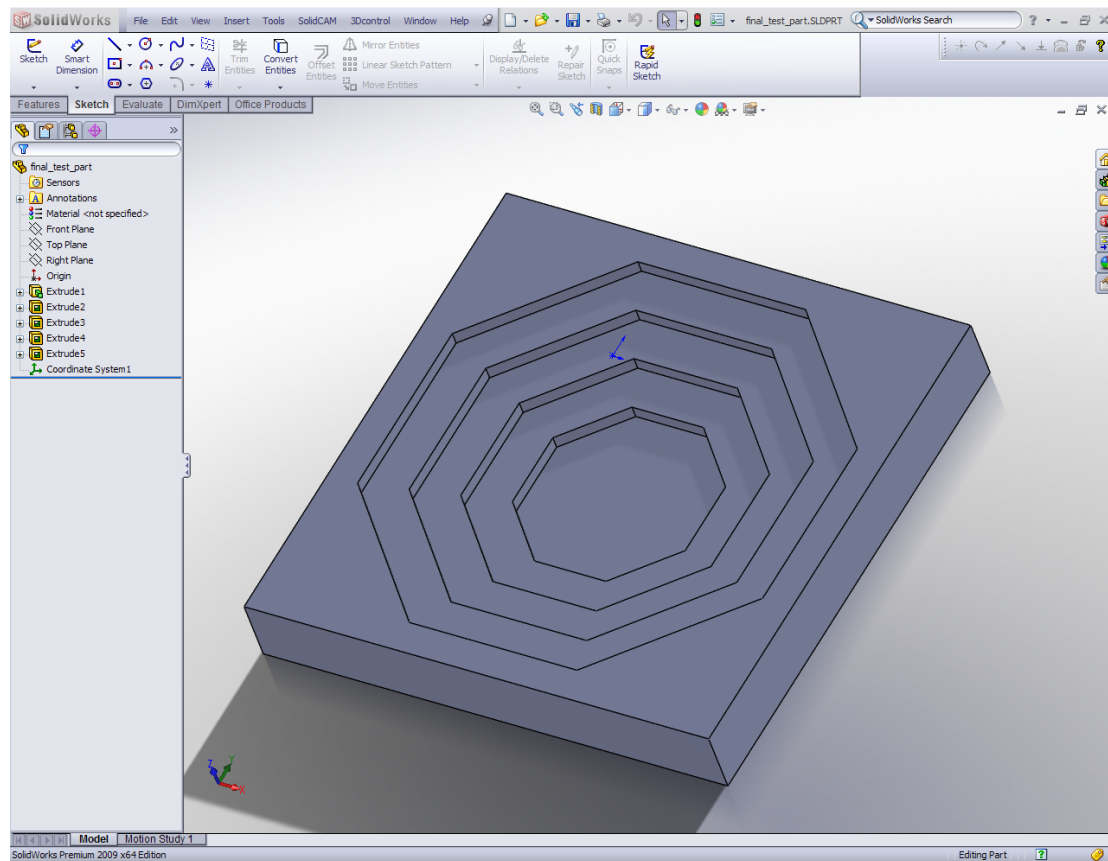 SolidWorks File Edit View Insert Tools SolidCAM 3Dcontrol Window Help final_test_part.SLDPRT SolidWorks Search ?
Sketch Smart Dimension Trim Entities Convert Entities Offset Entities Mirror Entities Linear Sketch Pattern Move Entities Display/Delete Relations Repair Sketch Quick Snaps Rapid Sketch
Features Sketch Evaluate DimXpert Office Products
final_test_part
Sensors
A Annotations
Material <not specified>
Front Plane
Top Plane
Right Plane
Origin
Extrude1
Extrude2
Extrude3
Extrude4
Extrude5
Coordinate System1
Z Y X
Model Motion Study 1
SolidWorks Premium 2009 x64 Edition Editing Part ?